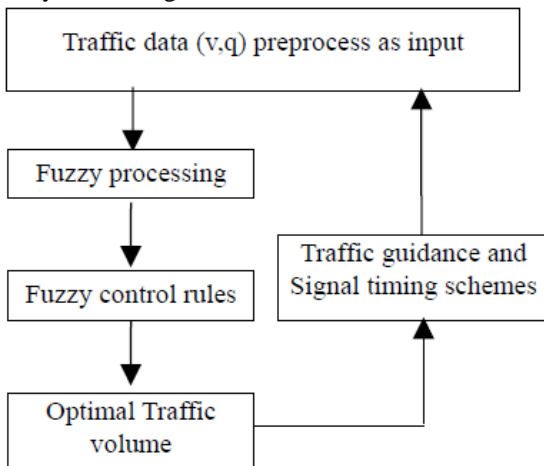 Traffic data (v,q) preprocess as input
Fuzzy processing
Fuzzy control rules
Traffic guidance and
Signal timing schemes
Optimal Traffic
volume